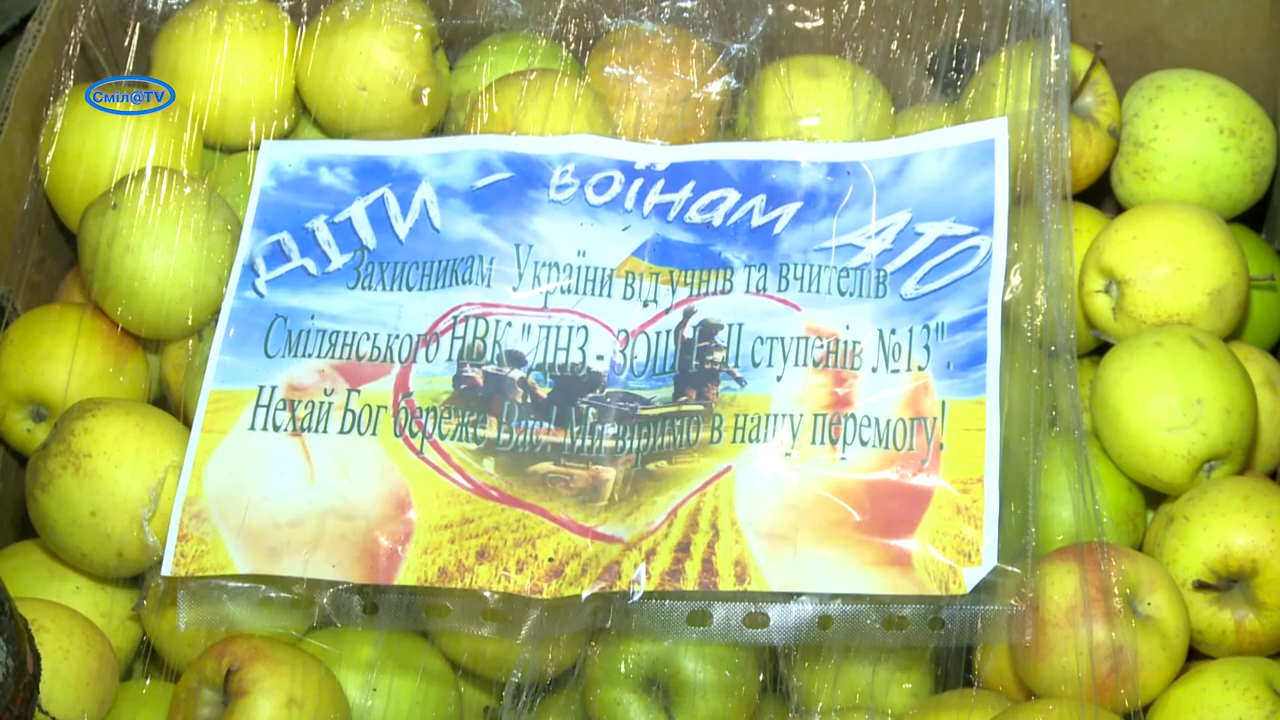 Сміл@TV
ДІТИ - воїнам АТО
Захисникам України від учнів та вчителів
Смілянського НВК "ДНЗ - ЗОШ І-ІІ ступенів №13".
Нехай Бог береже Вас! Ми віримо в нашу перемогу!